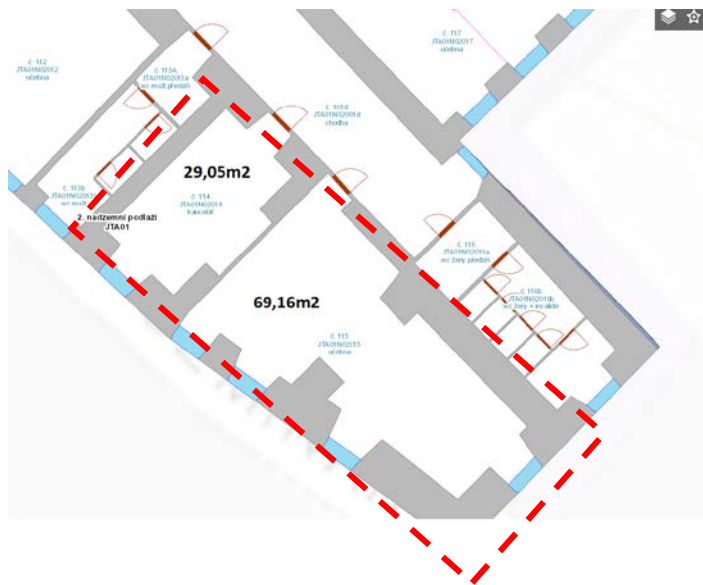 č. 117
JTA01N02017
učebna
č. 112
JTA01N02012
učebna
č. 113A
JTA01N02013a
wc muži předsíň
č. 101d
JTA01N02001d
chodba
29,05m2
č. 114
JTA01N02014
kancelář
č. 113b
wc muži
2. nadzemní podlaží
JTA01
č. 116
JTA01N02016a
wc ženy předsíň
č. 116b
JTA01N02016b
wc ženy + invalidé
69,16m2
č. 115
JTA01N02015
učebna